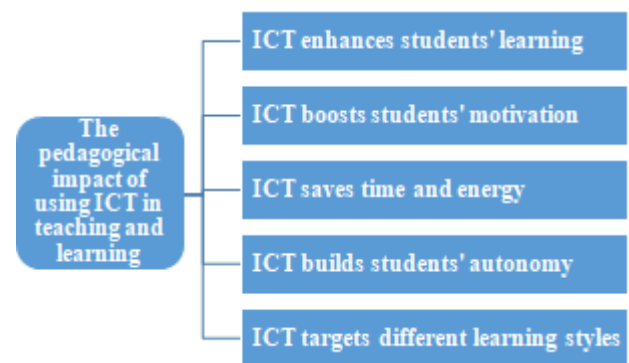 The
pedagogical
impact of
using ICT in
teaching and
learning
ICT enhances students' learning
ICT boosts students' motivation
ICT saves time and energy
ICT builds students' autonomy
ICT targets different learning styles